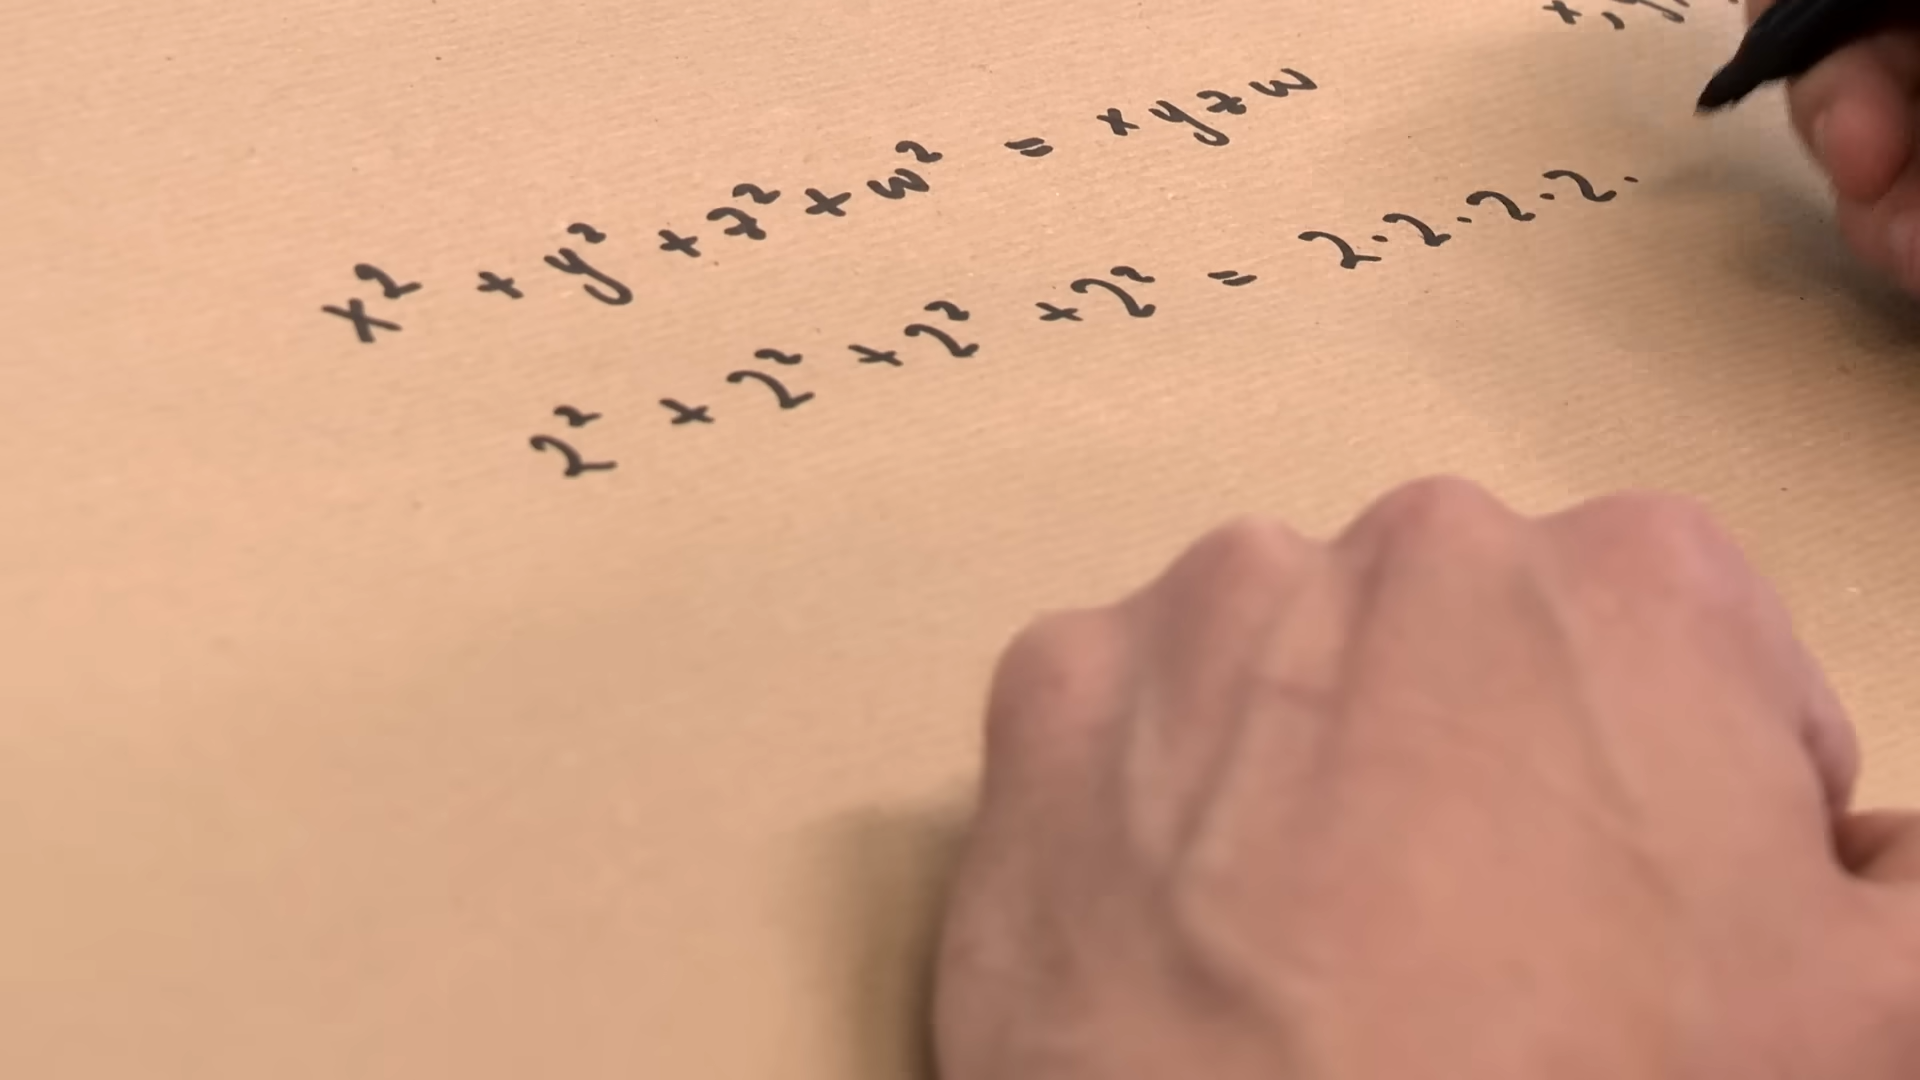 x, y,
x² + y² + z² + w² = xyzw
2² + 2² + 2² + 2² = 2·2·2·2.